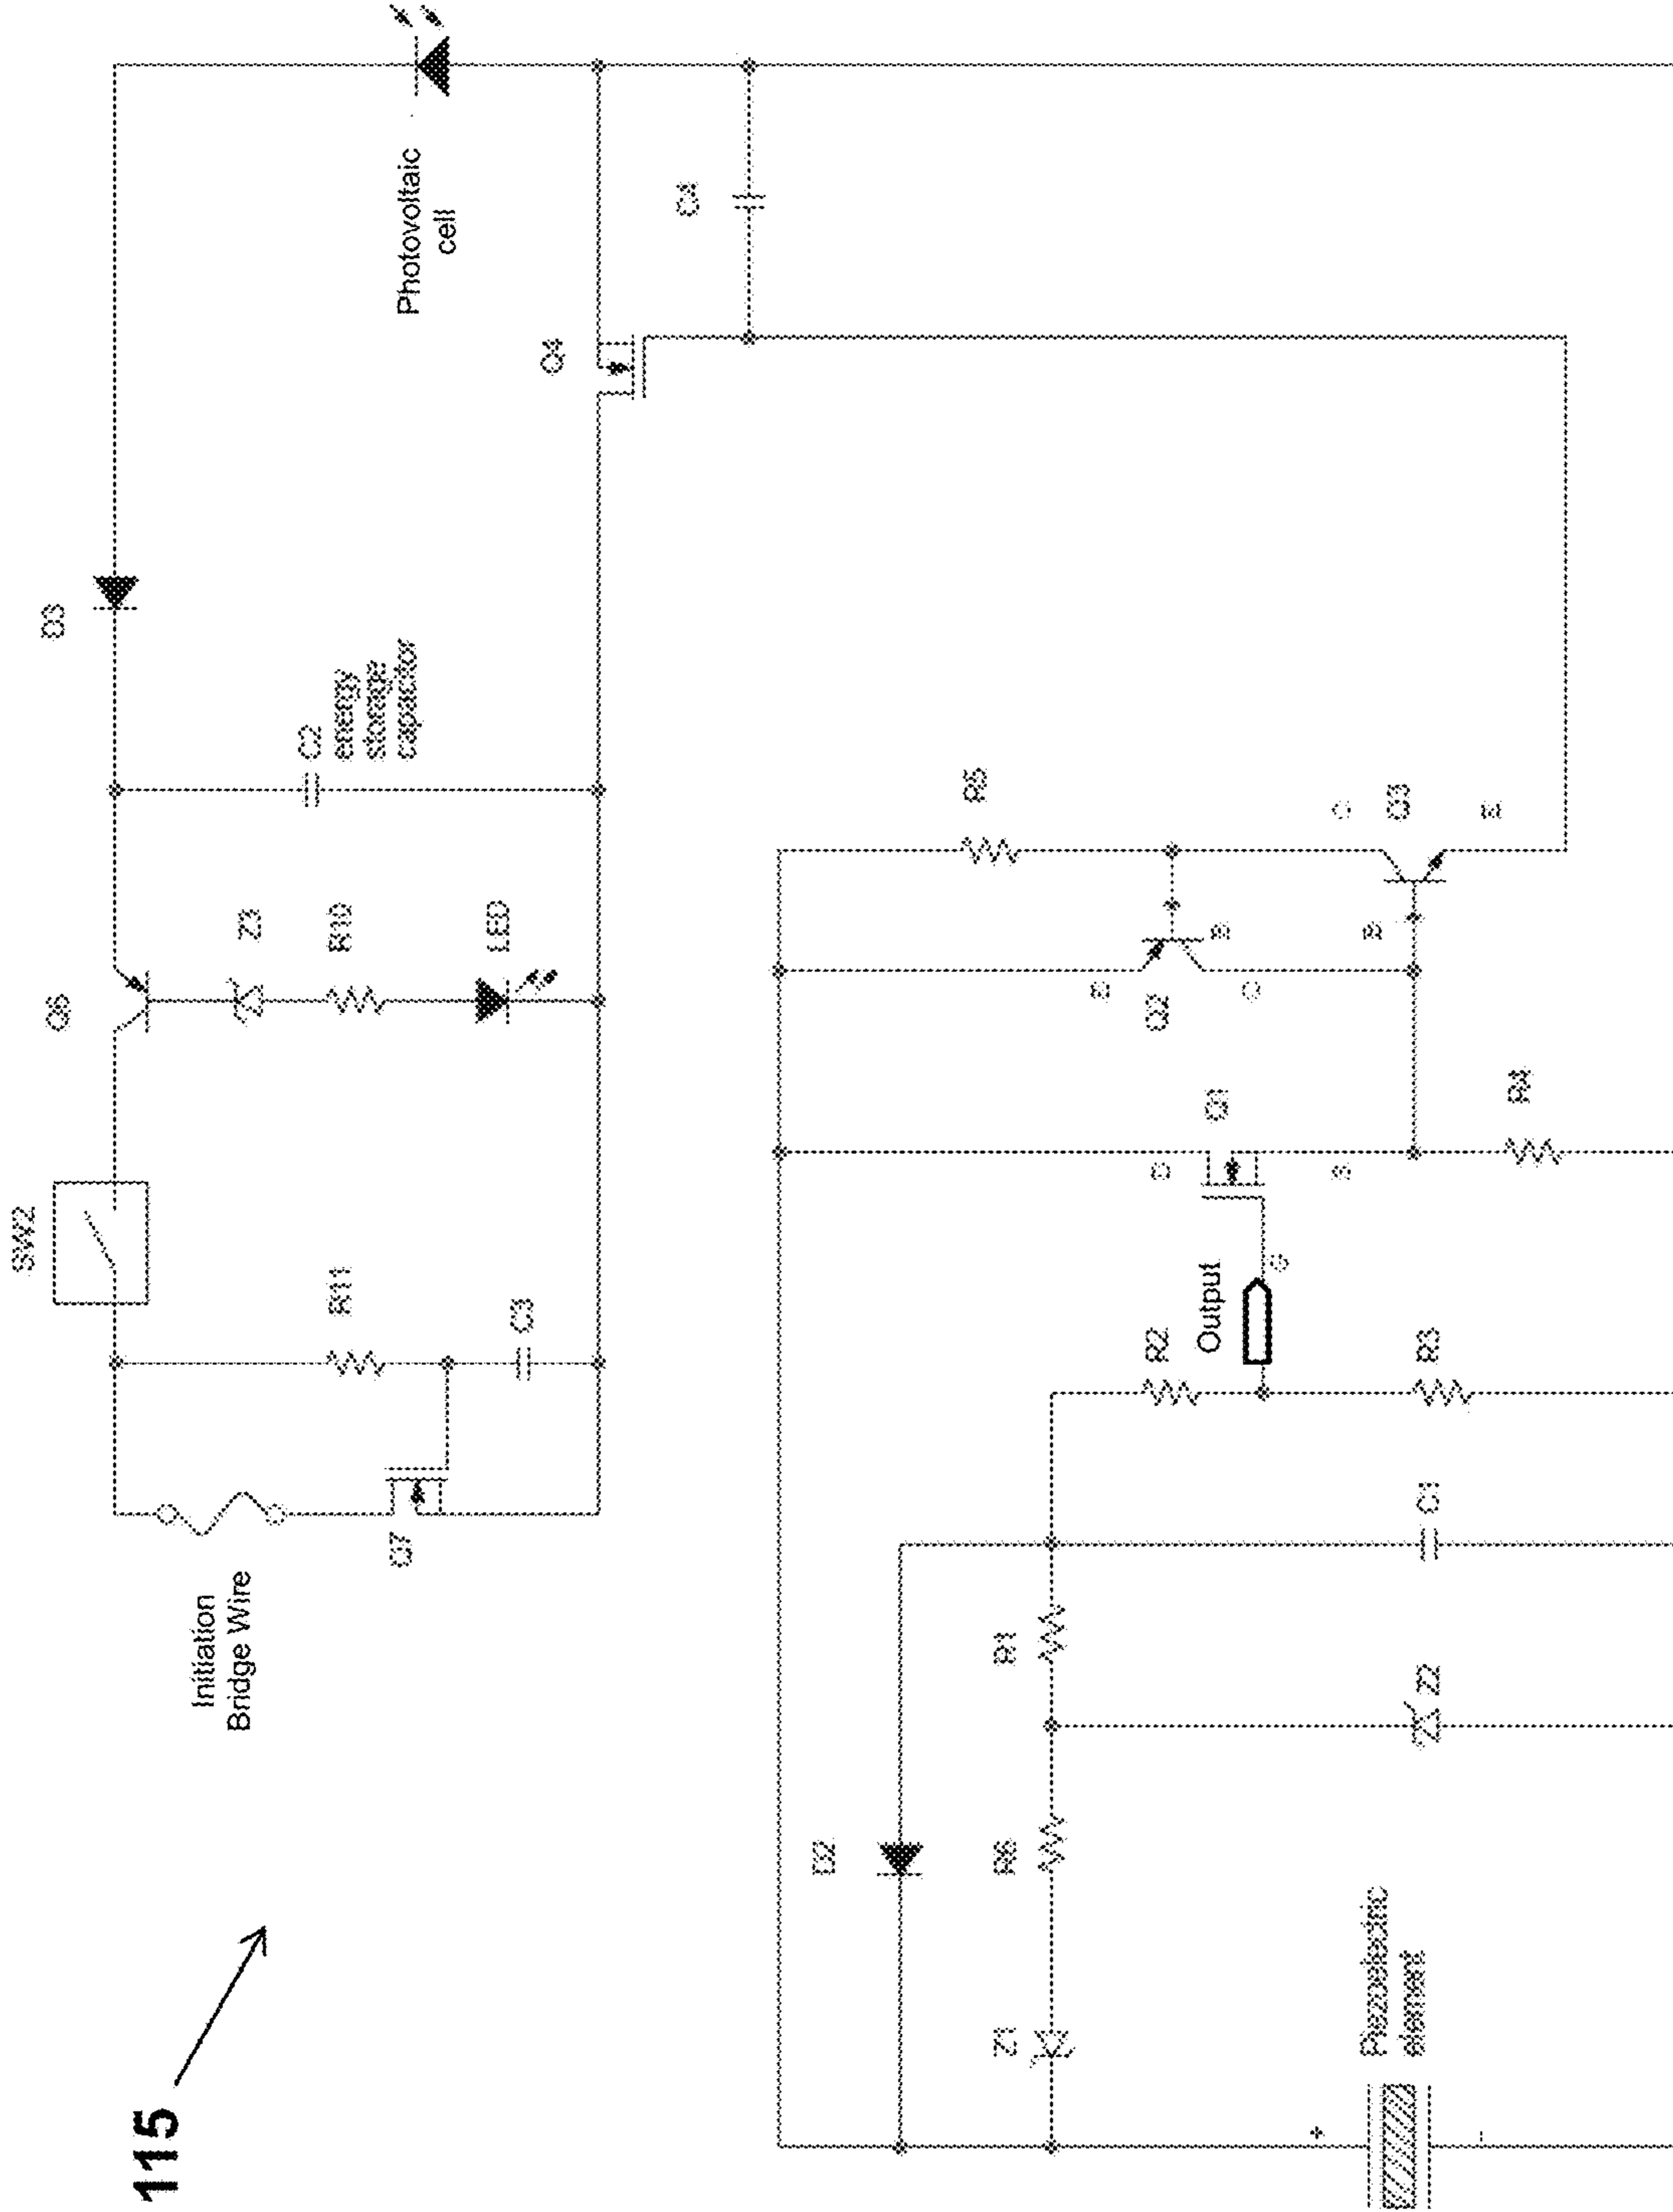 115
Initiation
Bridge Wire
SW2
Q6
D3
Q7
R11
C3
Z3
R10
LED
C2
energy
storage
capacitor
Photovoltaic
cell
Q4
C4
D2
Z1
R6
R1
Piezoelectric
element
+
-
Z2
C1
R2
Output
R3
G
D
Q1
S
R4
E
Q2
B
C
R5
C
Q3
B
E